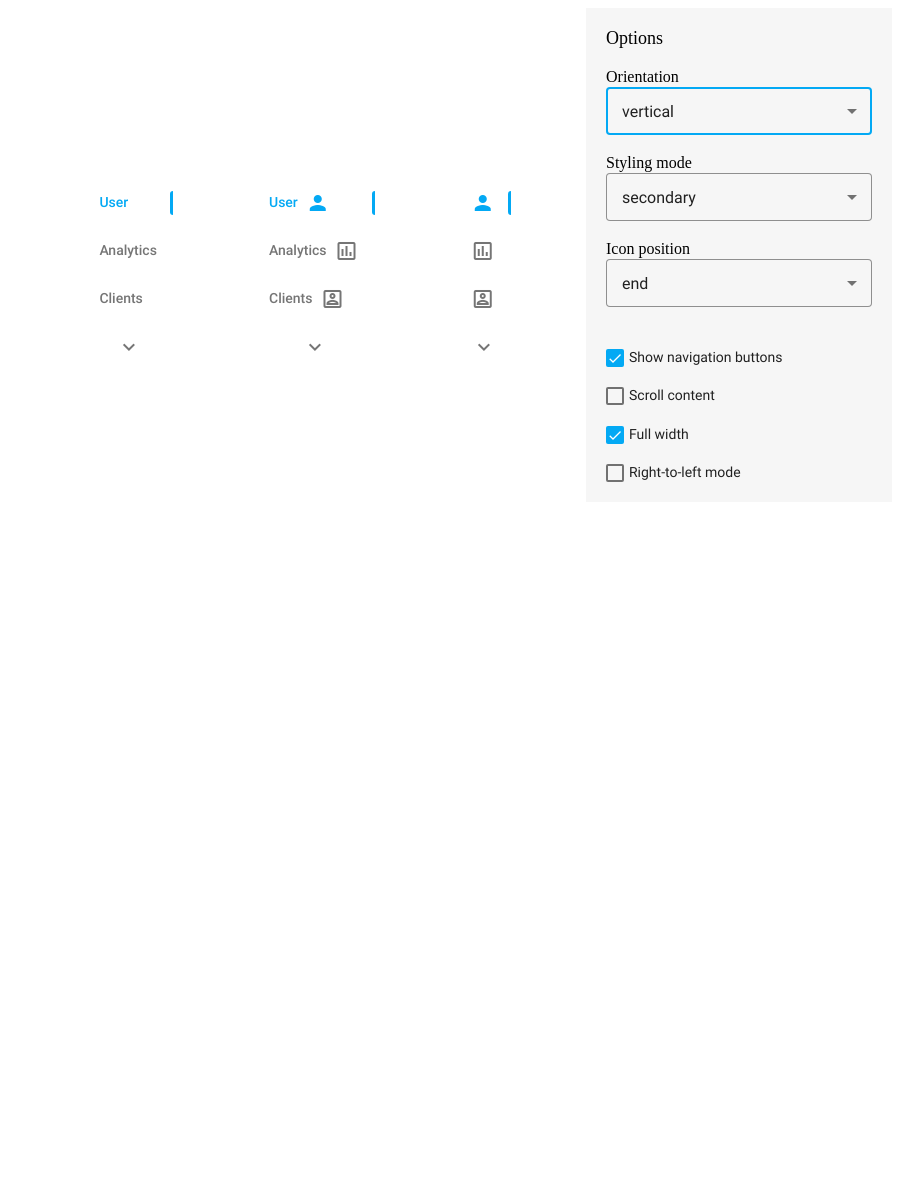 User
Analytics
Clients
User
Analytics
Clients
Options
Orientation
vertical
Styling mode
secondary
Icon position
end
Show navigation buttons
Scroll content
Full width
Right-to-left mode